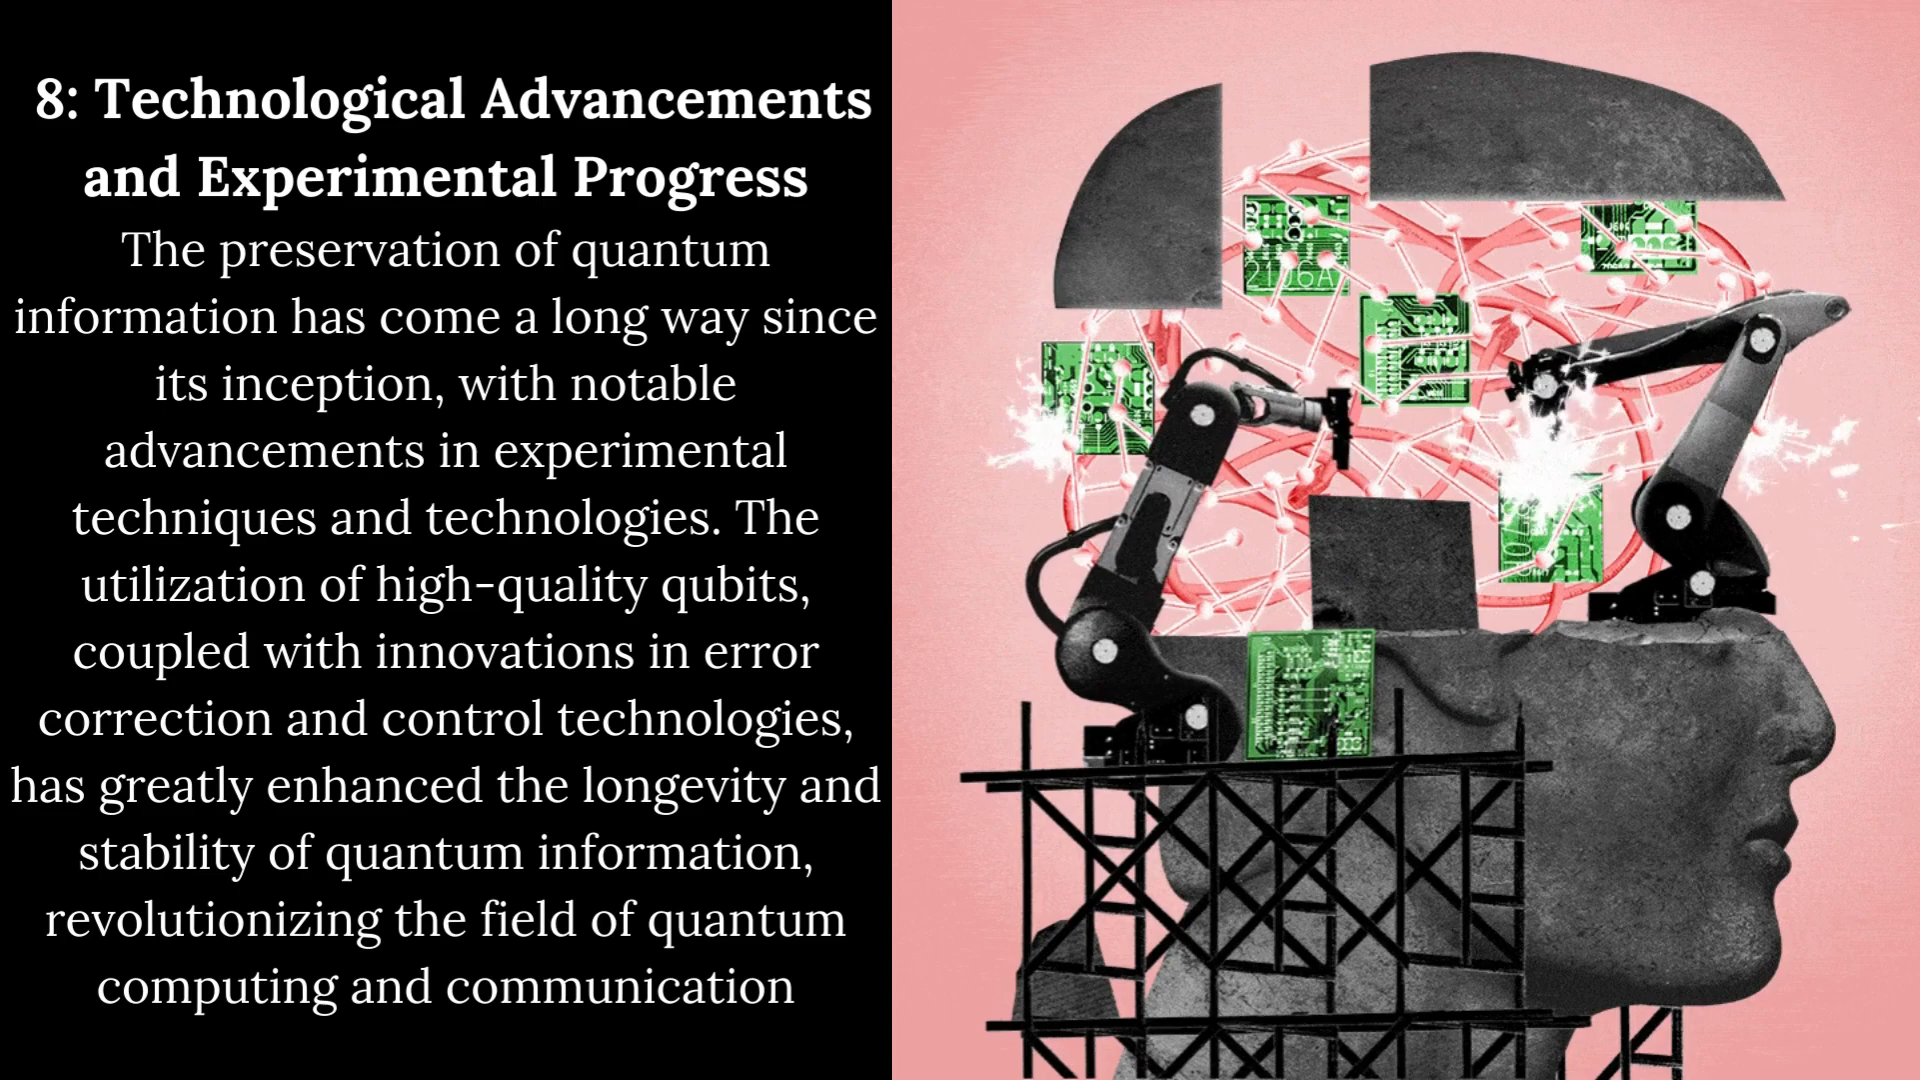 8: Technological Advancements
and Experimental Progress
The preservation of quantum
information has come a long way since
its inception, with notable
advancements in experimental
techniques and technologies. The
utilization of high-quality qubits,
coupled with innovations in error
correction and control technologies,
has greatly enhanced the longevity and
stability of quantum information,
revolutionizing the field of quantum
computing and communication